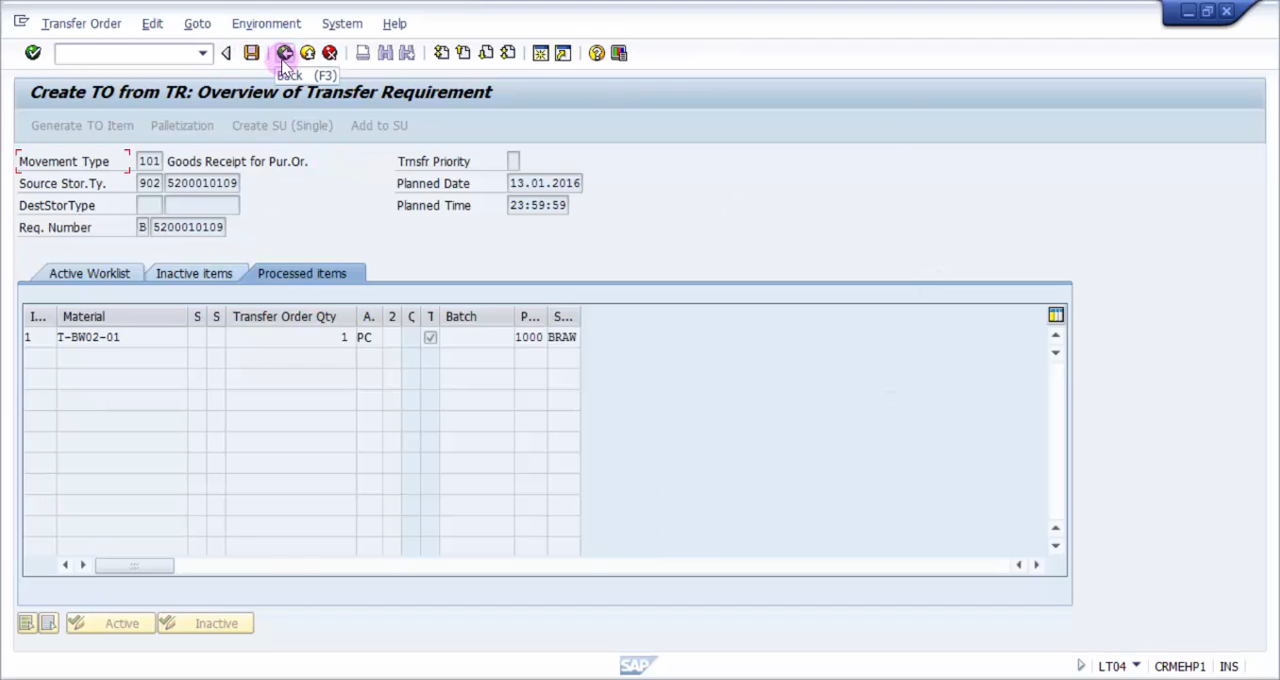 Transfer Order Edit Goto Environment System Help
Back (F3)
Create TO from TR: Overview of Transfer Requirement
Generate TO Item Palletization Create SU (Single) Add to SU
Movement Type 101 Goods Receipt for Pur.Or. Trnsfr Priority
Source Stor.Ty. 902 5200010109 Planned Date 13.01.2016
DestStorType Planned Time 23:59:59
Req. Number B 5200010109
Active Worklist Inactive items Processed items
I... Material S S Transfer Order Qty A. 2 C T Batch P... S...
1 T-BW02-01 1 PC 1000 BRAW
Active Inactive
SAP LT04 CRMEHP1 INS